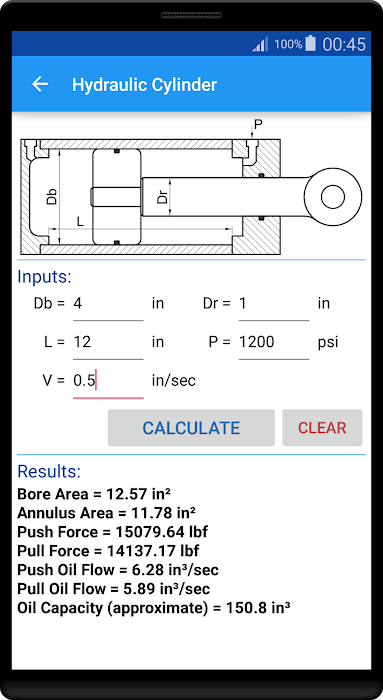 100% 00:45
Hydraulic Cylinder
P
Db
Dr
L
Inputs:
Db = 4 in Dr = 1 in
L = 12 in P = 1200 psi
V = 0.5 in/sec
CALCULATE CLEAR
Results:
Bore Area = 12.57 in²
Annulus Area = 11.78 in²
Push Force = 15079.64 lbf
Pull Force = 14137.17 lbf
Push Oil Flow = 6.28 in³/sec
Pull Oil Flow = 5.89 in³/sec
Oil Capacity (approximate) = 150.8 in³